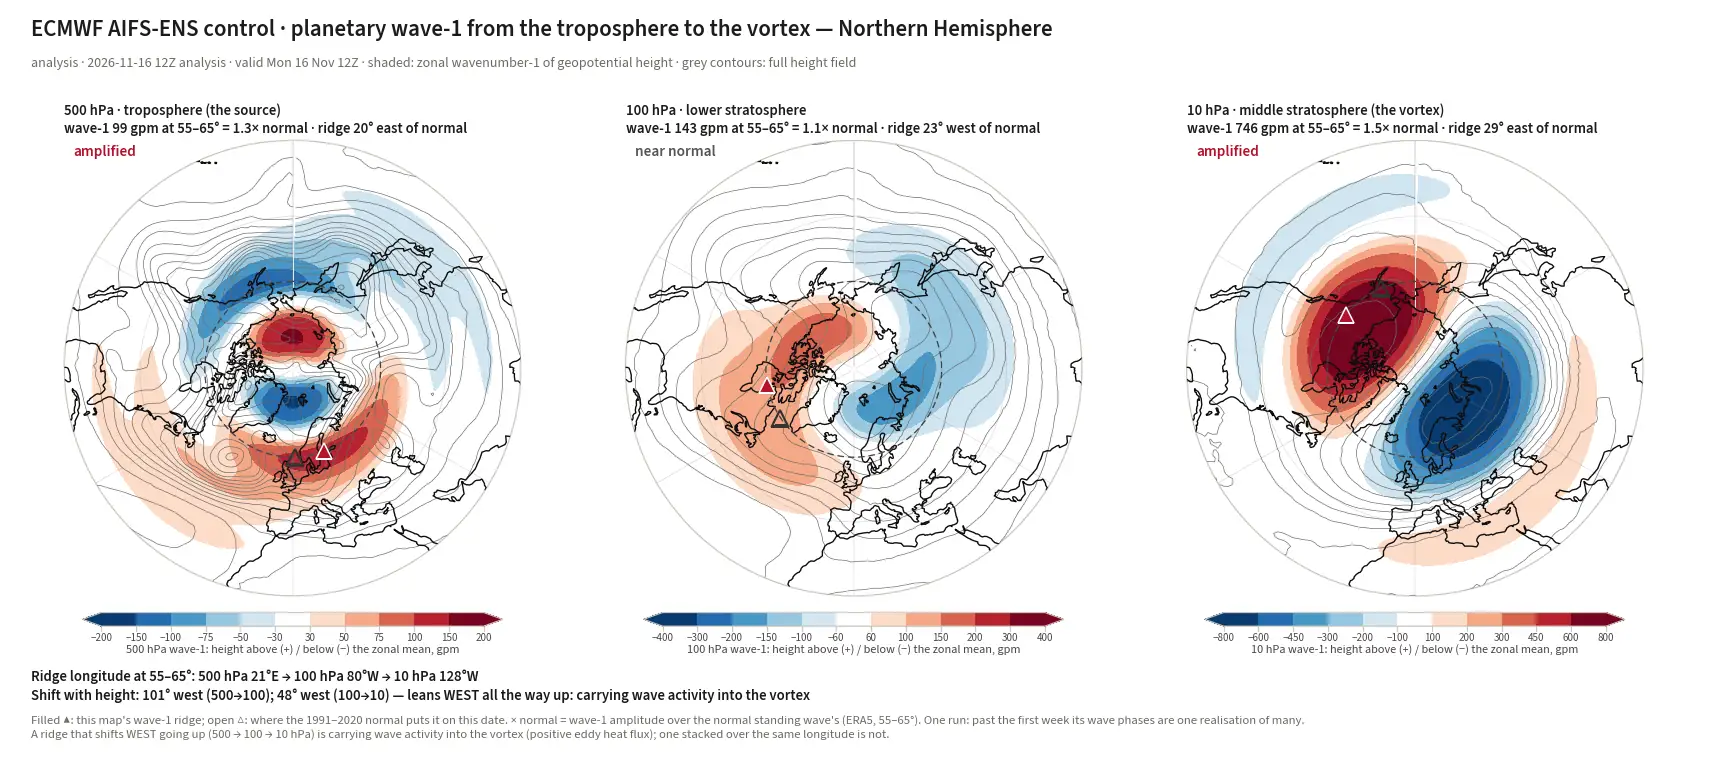 ECMWF AIFS-ENS control · planetary wave-1 from the troposphere to the vortex — Northern Hemisphere
analysis · 2026-11-16 12Z analysis · valid Mon 16 Nov 12Z · shaded: zonal wavenumber-1 of geopotential height · grey contours: full height field
500 hPa · troposphere (the source)
wave-1 99 gpm at 55–65° = 1.3× normal · ridge 20° east of normal
amplified
100 hPa · lower stratosphere
wave-1 143 gpm at 55–65° = 1.1× normal · ridge 23° west of normal
near normal
10 hPa · middle stratosphere (the vortex)
wave-1 746 gpm at 55–65° = 1.5× normal · ridge 29° east of normal
amplified
−200 −150 −100 −75 −50 −30 30 50 75 100 150 200
500 hPa wave-1: height above (+) / below (−) the zonal mean, gpm
−400 −300 −200 −150 −100 −60 60 100 150 200 300 400
100 hPa wave-1: height above (+) / below (−) the zonal mean, gpm
−800 −600 −450 −300 −200 −100 100 200 300 450 600 800
10 hPa wave-1: height above (+) / below (−) the zonal mean, gpm
Ridge longitude at 55–65°: 500 hPa 21°E → 100 hPa 80°W → 10 hPa 128°W
Shift with height: 101° west (500→100); 48° west (100→10) — leans WEST all the way up: carrying wave activity into the vortex
Filled ▲: this map's wave-1 ridge; open △: where the 1991–2020 normal puts it on this date. × normal = wave-1 amplitude over the normal standing wave's (ERA5, 55–65°). One run: past the first week its wave phases are one realisation of many.
A ridge that shifts WEST going up (500 → 100 → 10 hPa) is carrying wave activity into the vortex (positive eddy heat flux); one stacked over the same longitude is not.